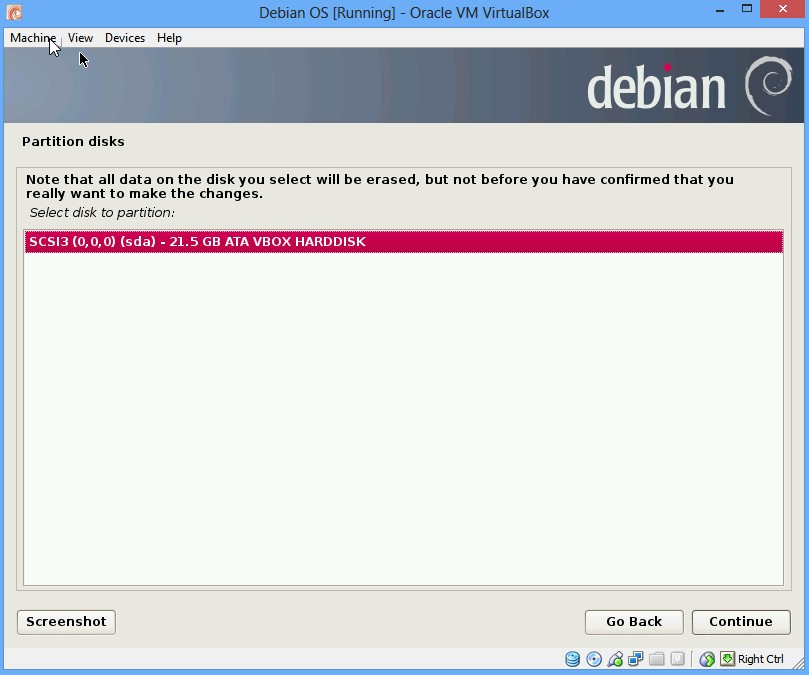 Debian OS [Running] - Oracle VM VirtualBox
Machine View Devices Help
debian
Partition disks
Note that all data on the disk you select will be erased, but not before you have confirmed that you
really want to make the changes.
Select disk to partition:
SCSI3 (0,0,0) (sda) - 21.5 GB ATA VBOX HARDDISK
Screenshot Go Back Continue
Right Ctrl